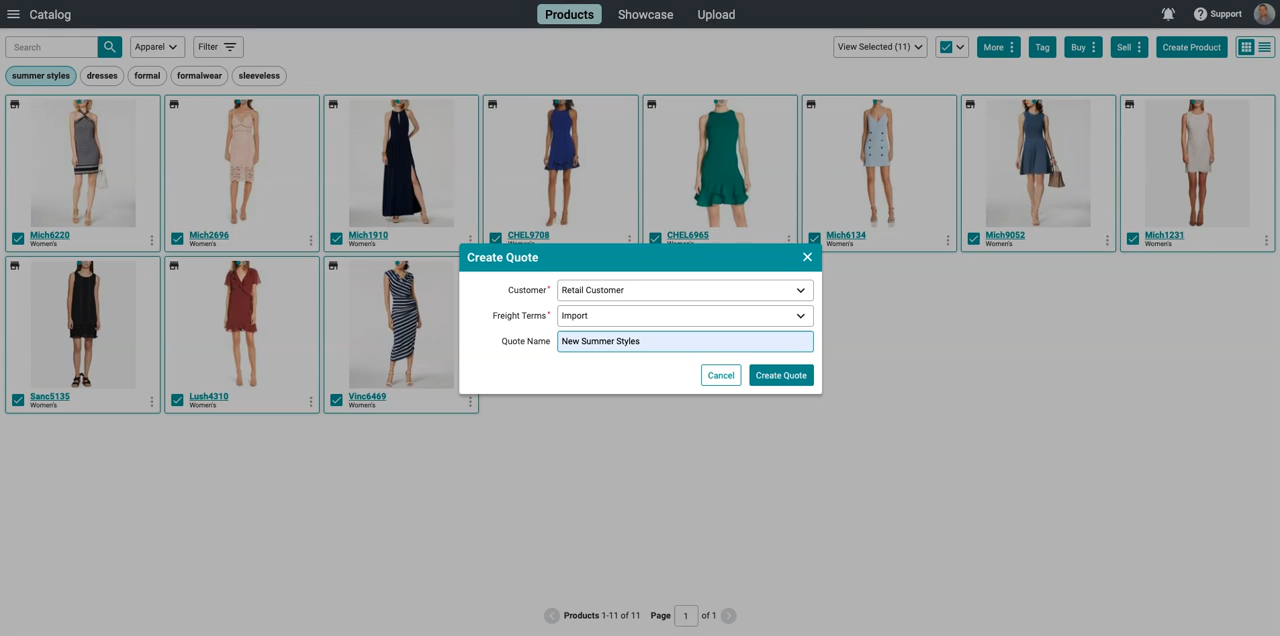 Catalog
Products
Showcase
Upload
Support
Search
Apparel
Filter
View Selected (11)
More
Tag
Buy
Sell
Create Product
summer styles
dresses
formal
formalwear
sleeveless
Mich6220
Women's
Mich2696
Women's
Mich1910
Women's
CHEL9708
CHEL6965
Mich6134
Women's
Mich9052
Women's
Mich1231
Women's
Create Quote
Customer* Retail Customer
Freight Terms* Import
Quote Name New Summer Styles
Cancel
Create Quote
Sanc5135
Women's
Lush4310
Women's
Vinc6469
Women's
Products 1-11 of 11 Page 1 of 1